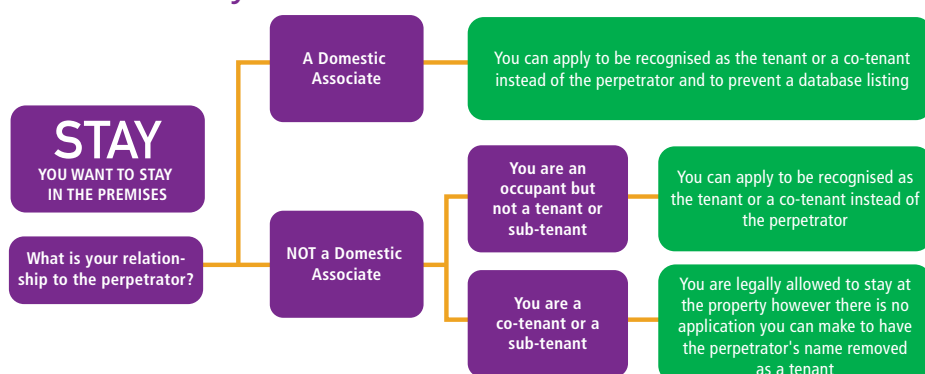 A Domestic
Associate
You can apply to be recognised as the tenant or a co-tenant
instead of the perpetrator and to prevent a database listing
STAY
YOU WANT TO STAY
IN THE PREMISES
What is your relation-
ship to the perpetrator?
NOT a Domestic
Associate
You are an
occupant but
not a tenant or
sub-tenant
You can apply to be recognised as
the tenant or a co-tenant instead of
the perpetrator
You are a
co-tenant or a
sub-tenant
You are legally allowed to stay at
the property however there is no
application you can make to have
the perpetrator's name removed
as a tenant